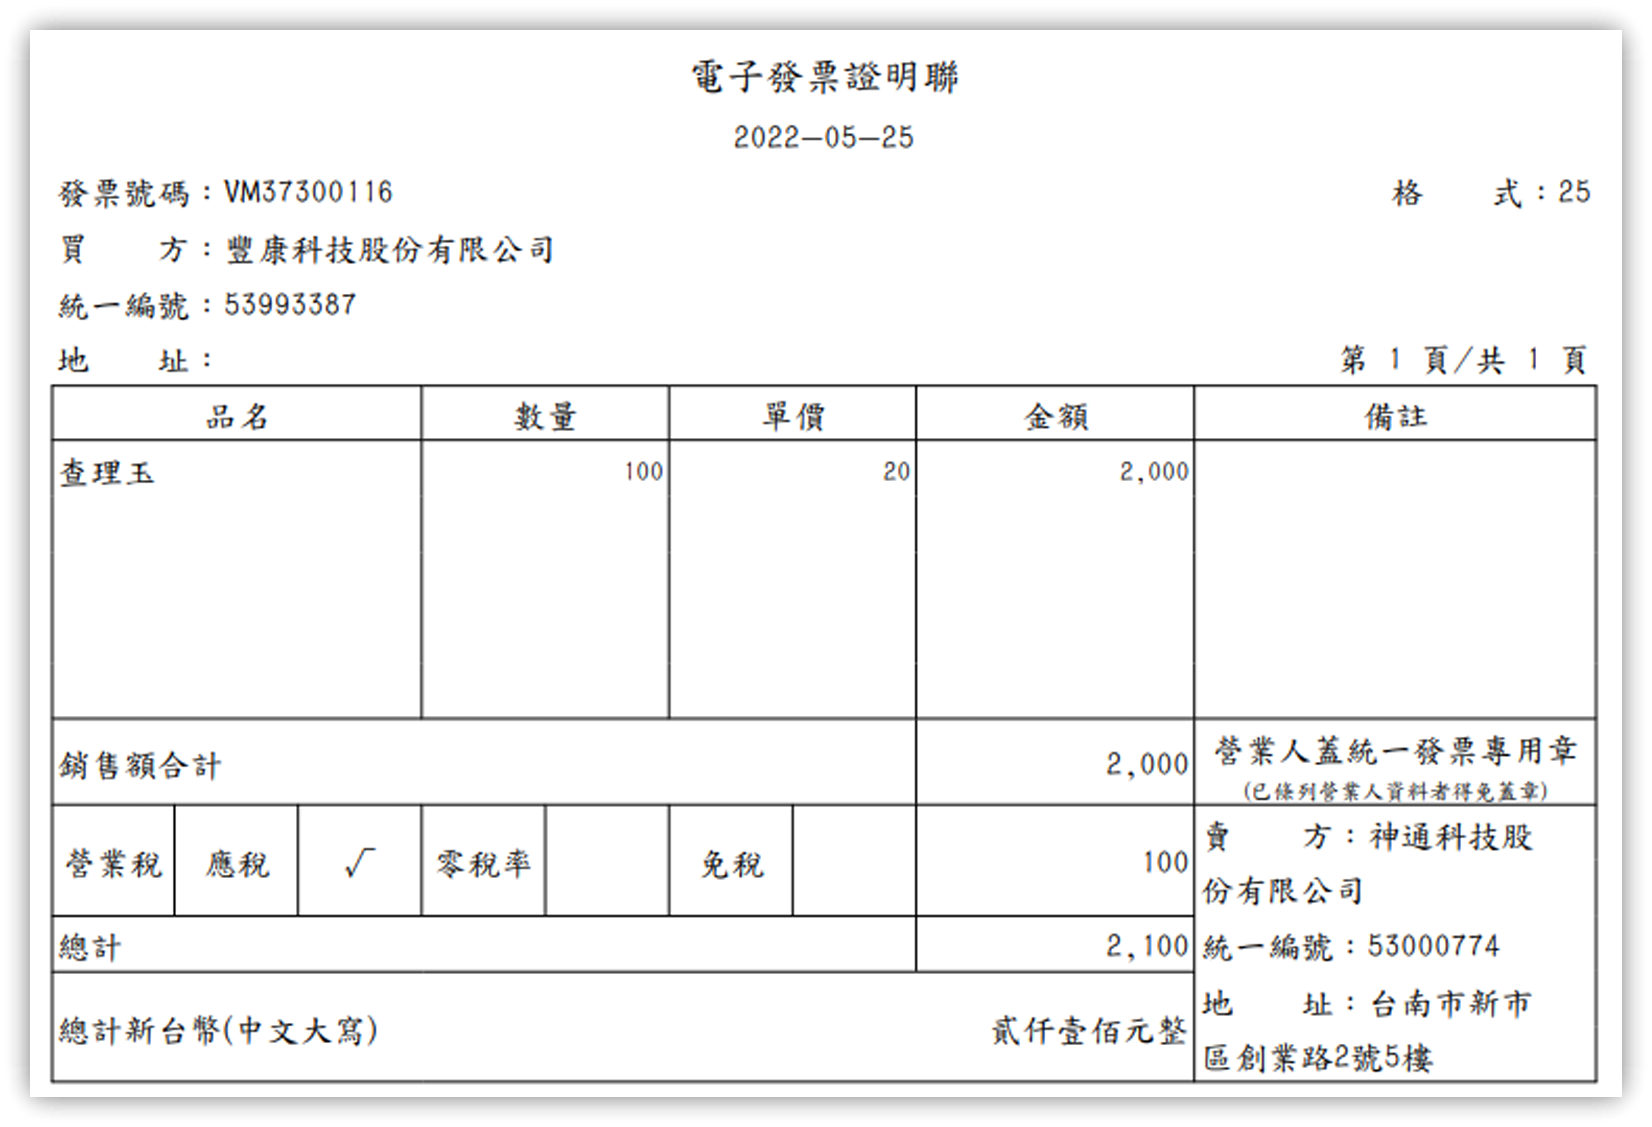 電子發票證明聯
2022-05-25
發票號碼：VM37300116 格 式：25
買 方：豐康科技股份有限公司
統一編號：53993387
地 址： 第 1 頁/共 1 頁
品名 數量 單價 金額 備註
查理玉 100 20 2,000
銷售額合計 2,000
營業人蓋統一發票專用章
(已條列營業人資料者得免蓋章)
營業稅 應稅 √ 零稅率 免稅 100
總計 2,100
總計新台幣(中文大寫) 貳仟壹佰元整
賣 方：神通科技股
份有限公司
統一編號：53000774
地 址：台南市新市
區創業路2號5樓